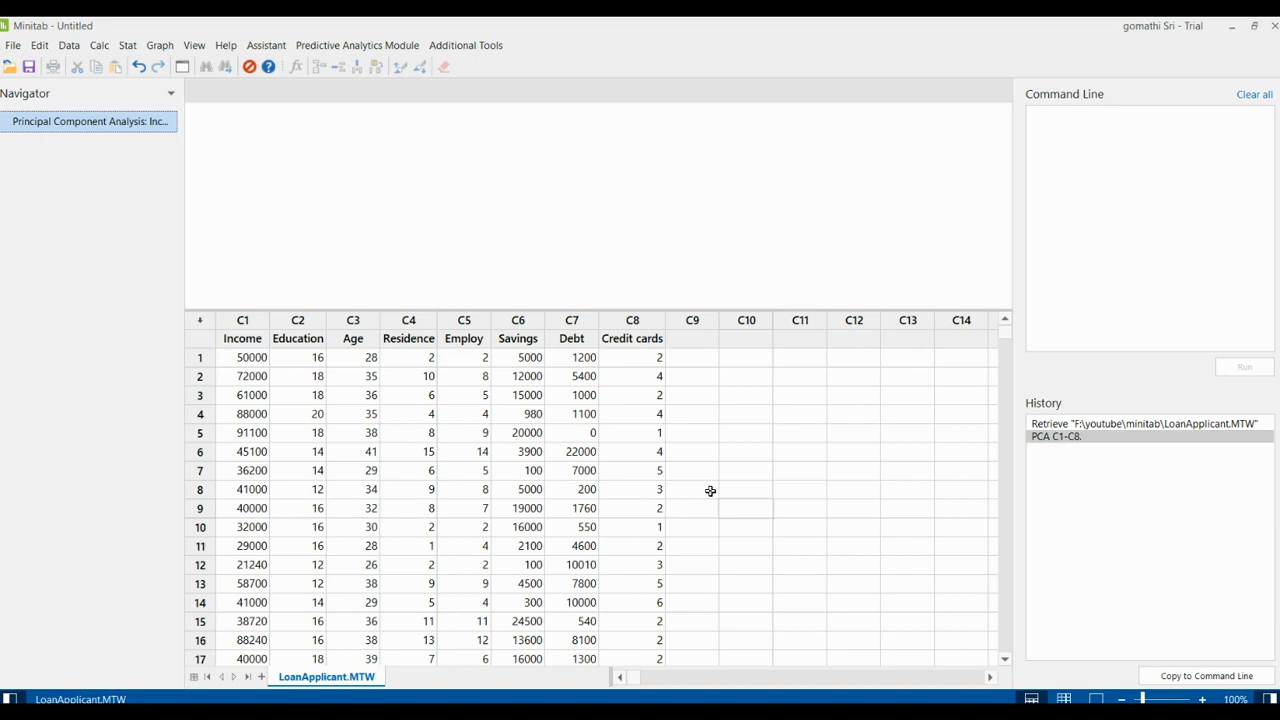 Minitab - Untitled
gomathi Sri - Trial
File Edit Data Calc Stat Graph View Help Assistant Predictive Analytics Module Additional Tools
Navigator
Principal Component Analysis: Inc...
Command Line Clear all
Run
History
Retrieve "F:\youtube\minitab\LoanApplicant.MTW"
PCA C1-C8.
Copy to Command Line
C1 C2 C3 C4 C5 C6 C7 C8 C9 C10 C11 C12 C13 C14
Income Education Age Residence Employ Savings Debt Credit cards
1 50000 16 28 2 2 5000 1200 2
2 72000 18 35 10 8 12000 5400 4
3 61000 18 36 6 5 15000 1000 2
4 88000 20 35 4 4 980 1100 4
5 91100 18 38 8 9 20000 0 1
6 45100 14 41 15 14 3900 22000 4
7 36200 14 29 6 5 100 7000 5
8 41000 12 34 9 8 5000 200 3
9 40000 16 32 8 7 19000 1760 2
10 32000 16 30 2 2 16000 550 1
11 29000 16 28 1 4 2100 4600 2
12 21240 12 26 2 2 100 10010 3
13 58700 12 38 9 9 4500 7800 5
14 41000 14 29 5 4 300 10000 6
15 38720 16 36 11 11 24500 540 2
16 88240 16 38 13 12 13600 8100 2
17 40000 18 39 7 6 16000 1300 2
LoanApplicant.MTW
LoanApplicant.MTW
100%